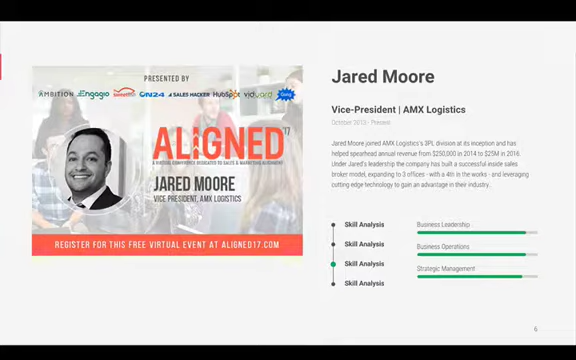 PRESENTED BY
AMBITION Engagio ON24 SALES HACKER HubSpot vidyard
ALIGNED'17
A VIRTUAL CONFERENCE DEDICATED TO SALES & MARKETING ALIGNMENT
JARED MOORE
VICE PRESIDENT, AMX LOGISTICS
REGISTER FOR THIS FREE VIRTUAL EVENT AT ALIGNED17.COM
Jared Moore
Vice-President | AMX Logistics
October 2013 - Present
Jared Moore joined AMX Logistics's 3PL division at its inception and has
helped spearhead annual revenue from $250,000 in 2014 to $25M in 2016.
Under Jared's leadership the company has built a successful inside sales
broker model, expanding to 3 offices - with a 4th in the works - and leveraging
cutting edge technology to gain an advantage in their industry.
Skill Analysis
Skill Analysis
Skill Analysis
Skill Analysis
Business Leadership
Business Operations
Strategic Management
6